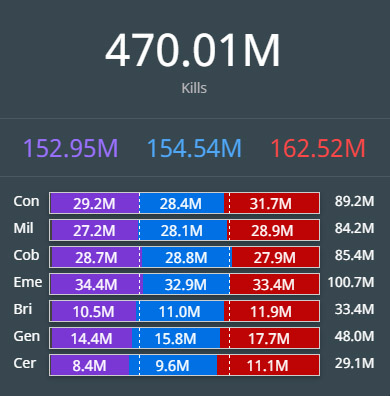 470.01M
Kills
152.95M 154.54M 162.52M
Con 29.2M 28.4M 31.7M 89.2M
Mil 27.2M 28.1M 28.9M 84.2M
Cob 28.7M 28.8M 27.9M 85.4M
Eme 34.4M 32.9M 33.4M 100.7M
Bri 10.5M 11.0M 11.9M 33.4M
Gen 14.4M 15.8M 17.7M 48.0M
Cer 8.4M 9.6M 11.1M 29.1M